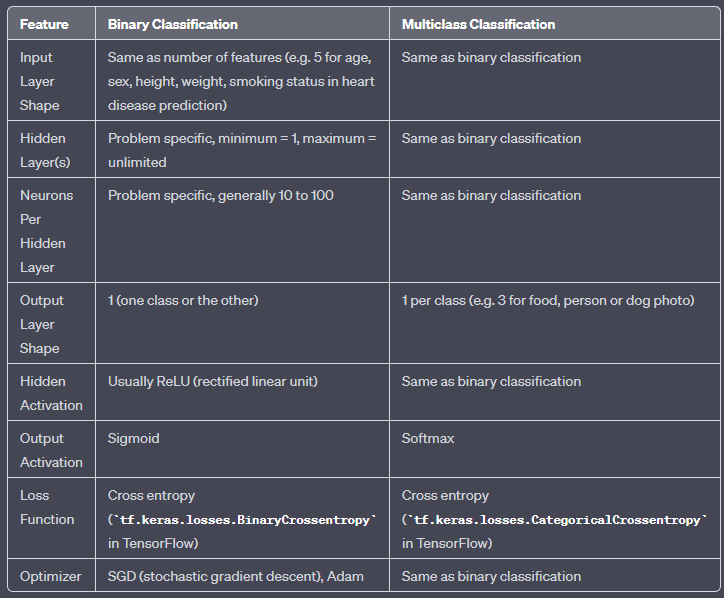 Feature Binary Classification Multiclass Classification
Input Same as number of features (e.g. 5 for age, Same as binary classification
Layer sex, height, weight, smoking status in heart
Shape disease prediction)
Hidden Problem specific, minimum = 1, maximum = Same as binary classification
Layer(s) unlimited
Neurons Problem specific, generally 10 to 100 Same as binary classification
Per
Hidden
Layer
Output 1 (one class or the other) 1 per class (e.g. 3 for food, person or dog photo)
Layer
Shape
Hidden Usually ReLU (rectified linear unit) Same as binary classification
Activation
Output Sigmoid Softmax
Activation
Loss Cross entropy Cross entropy
Function (`tf.keras.losses.BinaryCrossentropy` (`tf.keras.losses.CategoricalCrossentropy`
in TensorFlow) in TensorFlow)
Optimizer SGD (stochastic gradient descent), Adam Same as binary classification